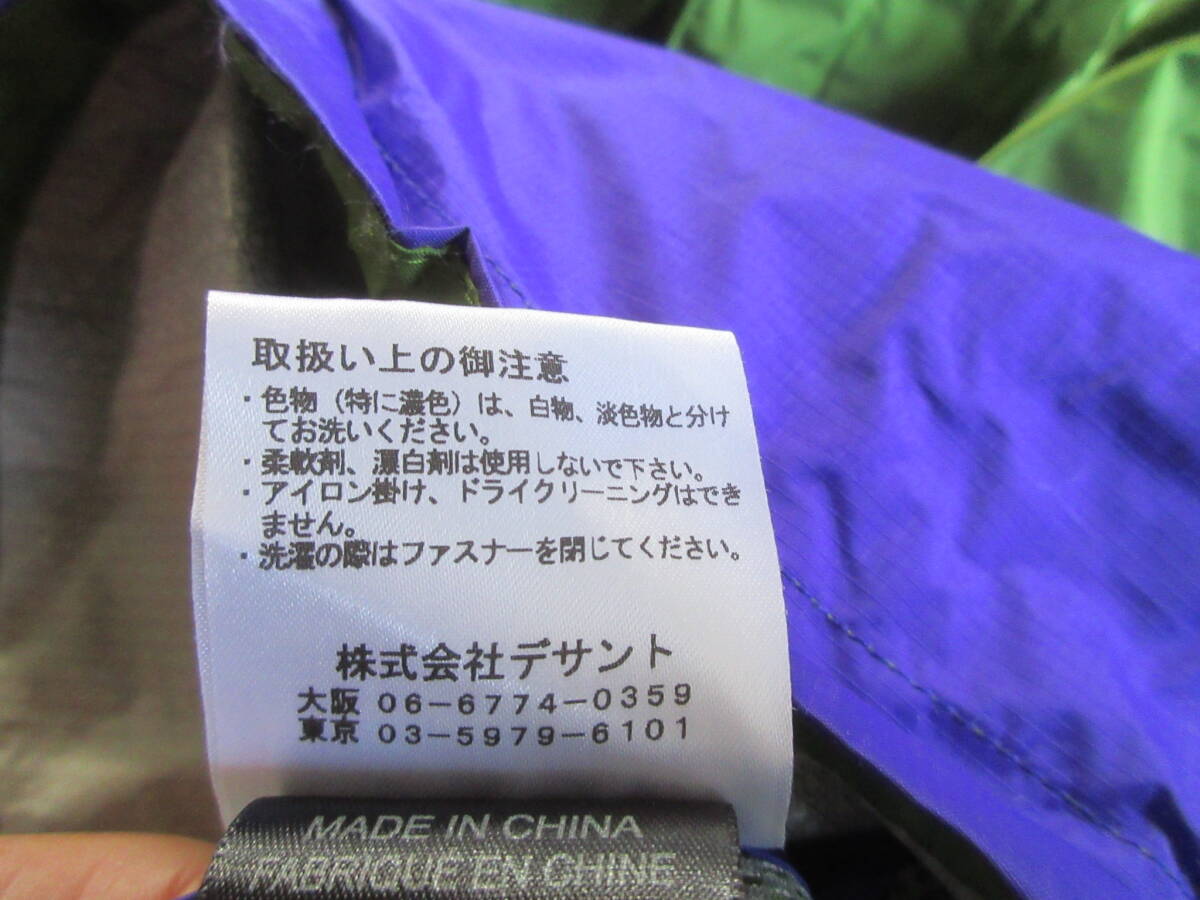 取扱い上の御注意
・色物（特に濃色）は、白物、淡色物と分け
てお洗いください。
・柔軟剤、漂白剤は使用しないで下さい。
・アイロン掛け、ドライクリーニングはでき
ません。
・洗濯の際はファスナーを閉じてください。
株式会社デサント
大阪 06−6774−0359
東京 03−5979−6101
MADE IN CHINA
FABRIQUE EN CHINE